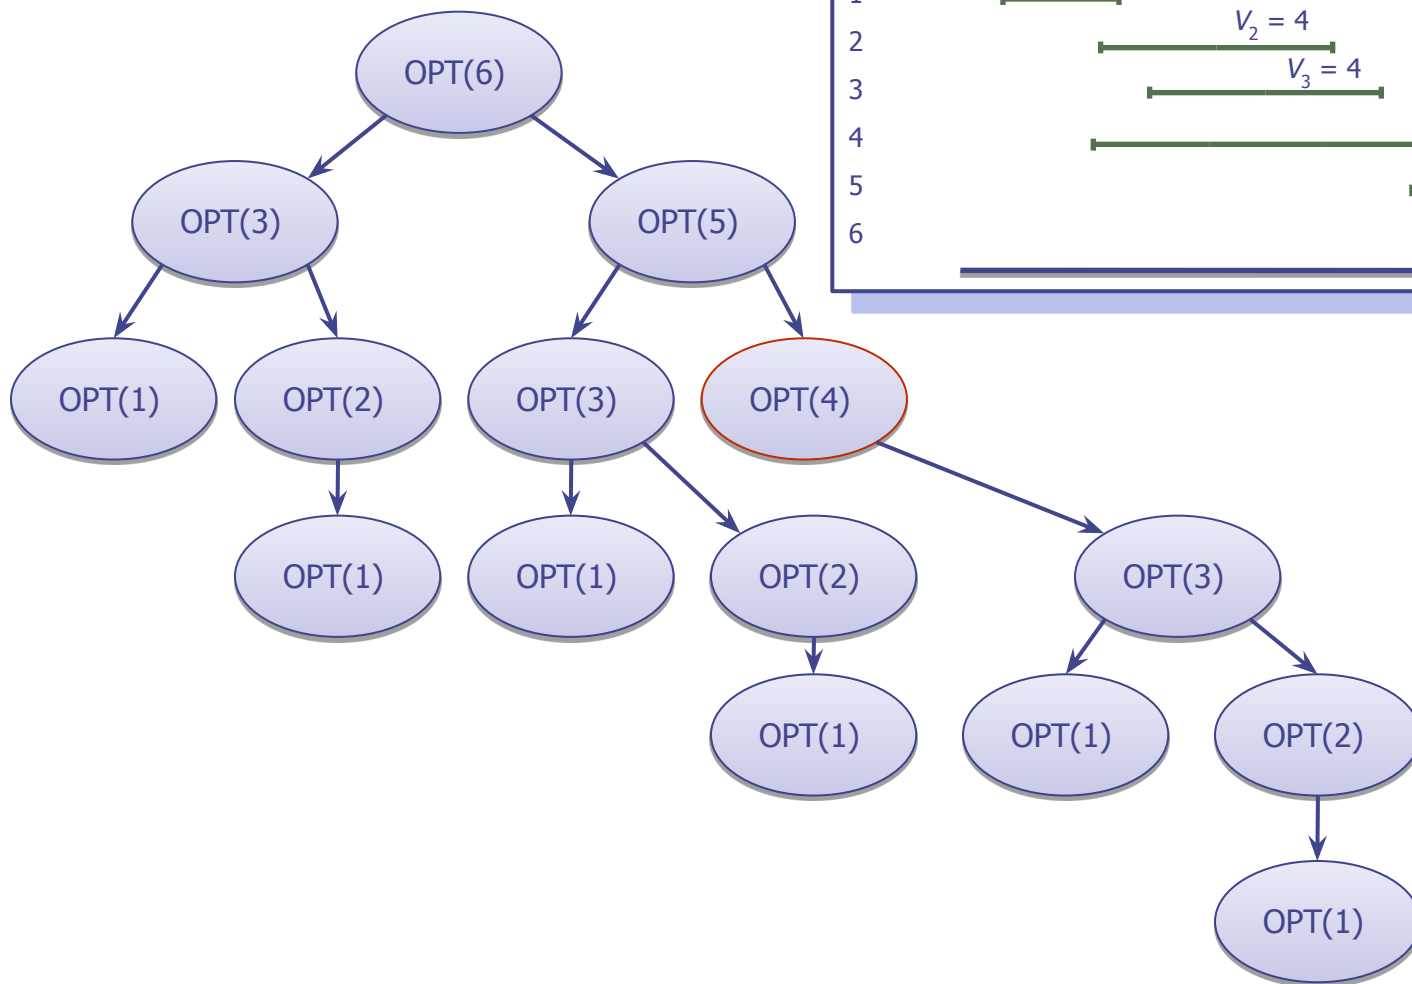 1
V2 = 4
2
V3 = 4
3
4
5
6
OPT(6)
OPT(3)
OPT(5)
OPT(1)
OPT(2)
OPT(3)
OPT(4)
OPT(1)
OPT(1)
OPT(2)
OPT(3)
OPT(1)
OPT(1)
OPT(2)
OPT(1)